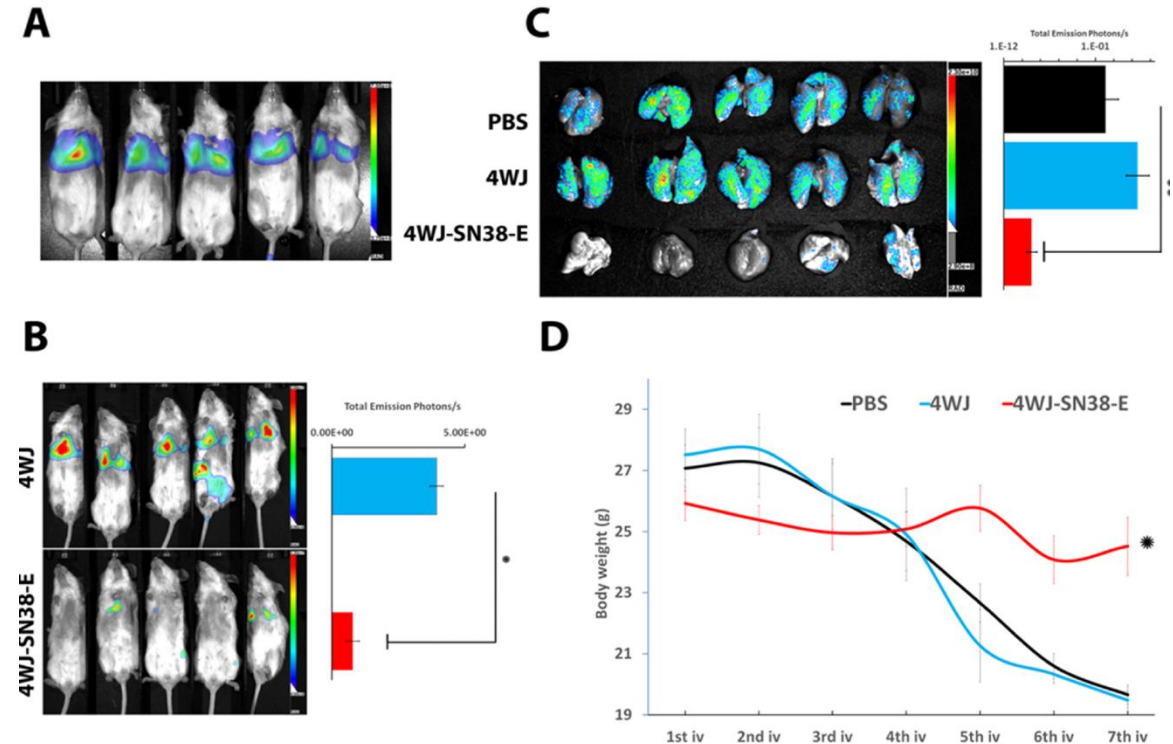 A
C
Total Emission Photons/s
1.E-12 1.E-01
PBS
4WJ
4WJ-SN38-E
**
RAD
B
Total Emission Photons/s
0.00E+00 5.00E+00
4WJ
4WJ-SN38-E
*
D
PBS 4WJ 4WJ-SN38-E
Body weight (g)
29
27
25
23
21
19
*
1st iv 2nd iv 3rd iv 4th iv 5th iv 6th iv 7th iv